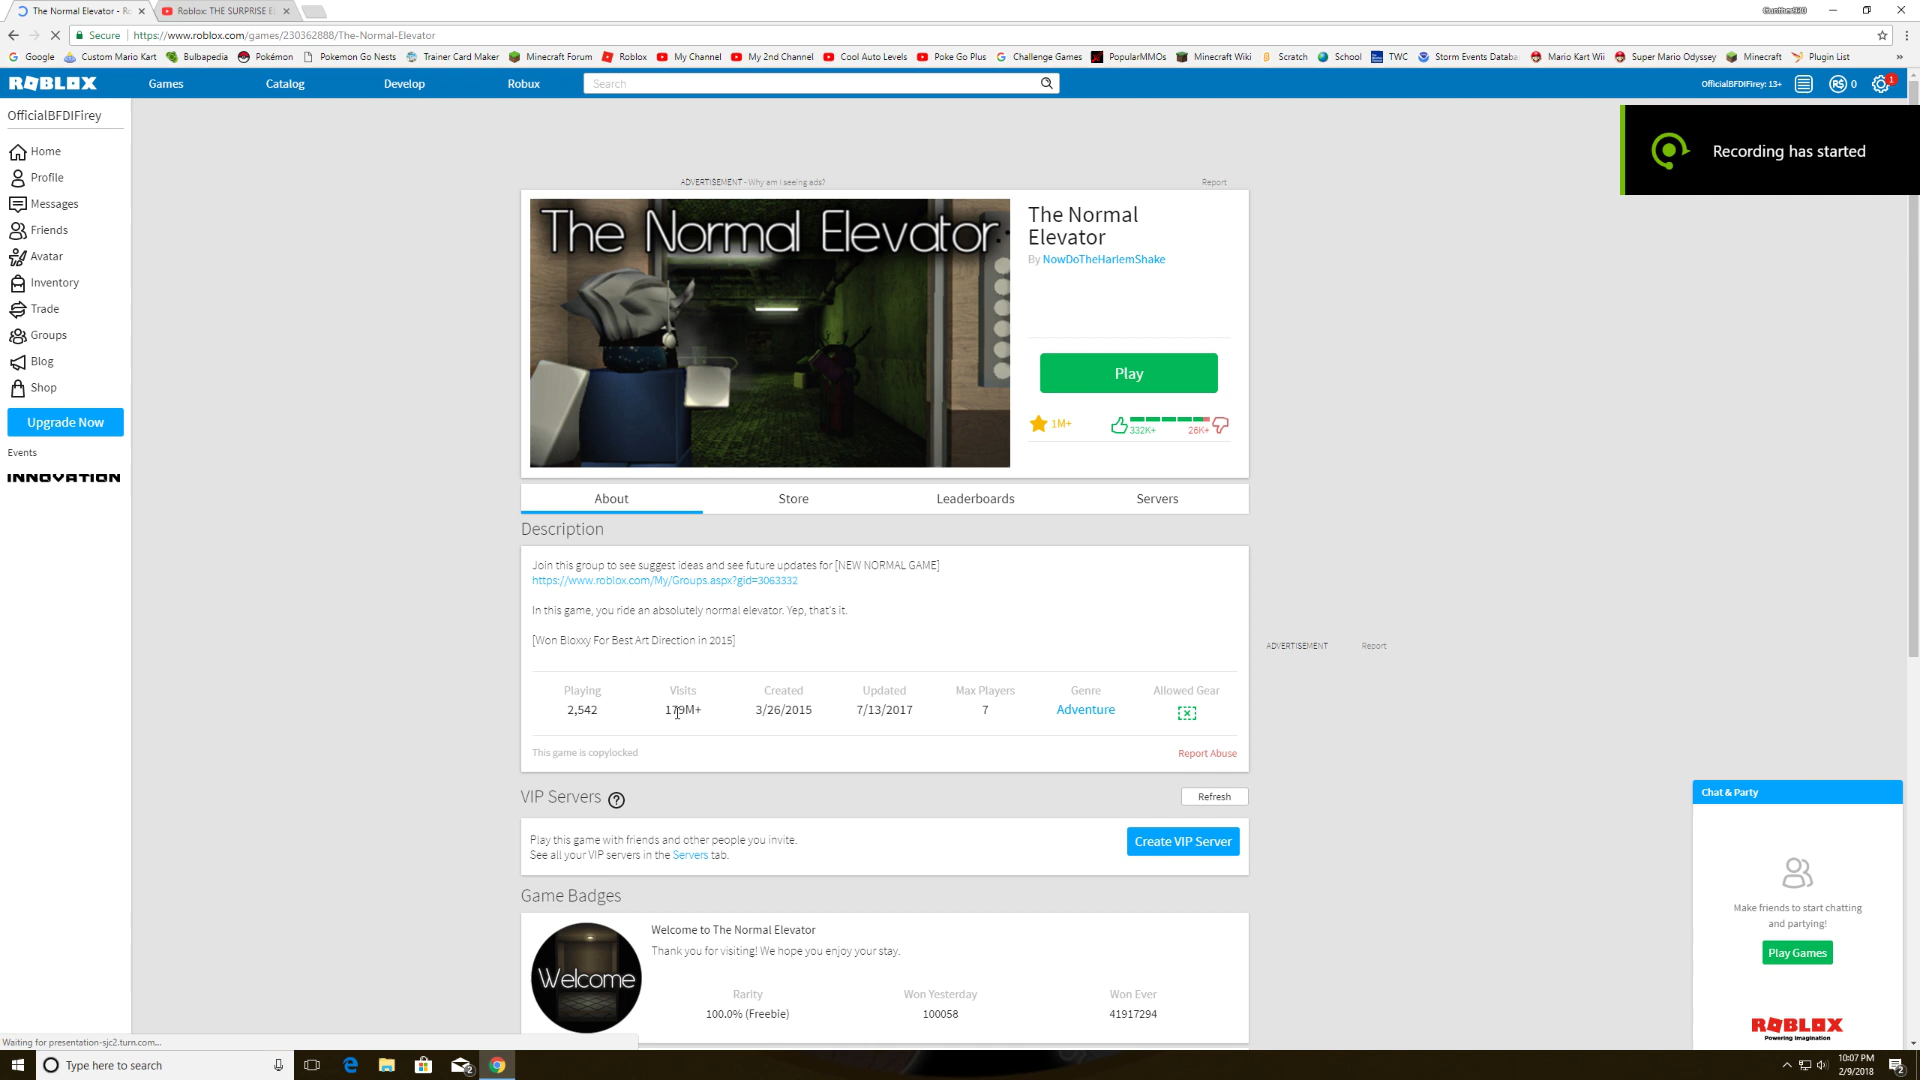 The Normal Elevator - Ro
Roblox: THE SURPRISE E
Gunther930
Secure
https://www.roblox.com/games/230362888/The-Normal-Elevator
Google
Custom Mario Kart
Bulbapedia
Pokémon
Pokemon Go Nests
Trainer Card Maker
Minecraft Forum
Roblox
My Channel
My 2nd Channel
Cool Auto Levels
Poke Go Plus
Challenge Games
PopularMMOs
Minecraft Wiki
Scratch
School
TWC
Storm Events Databa
Mario Kart Wii
Super Mario Odyssey
Minecraft
Plugin List
»
ROBLOX
Games
Catalog
Develop
Robux
Search
OfficialBFDIFirey: 13+
R$ 0
1
OfficialBFDIFirey
Home
Profile
Messages
Friends
Avatar
Inventory
Trade
Groups
Blog
Shop
Upgrade Now
Events
INNOVATION
Recording has started
ADVERTISEMENT - Why am I seeing ads?
Report
The Normal Elevator
The Normal
Elevator
By NowDoTheHarlemShake
Play
1M+
332K+
26K+
About
Store
Leaderboards
Servers
Description
Join this group to see suggest ideas and see future updates for [NEW NORMAL GAME]
https://www.roblox.com/My/Groups.aspx?gid=3063332
In this game, you ride an absolutely normal elevator. Yep, that's it.
[Won Bloxxy For Best Art Direction in 2015]
ADVERTISEMENT
Report
Playing
Visits
Created
Updated
Max Players
Genre
Allowed Gear
2,542
179M+
3/26/2015
7/13/2017
7
Adventure
This game is copylocked
Report Abuse
VIP Servers ?
Refresh
Play this game with friends and other people you invite.
See all your VIP servers in the Servers tab.
Create VIP Server
Game Badges
Welcome
Welcome to The Normal Elevator
Thank you for visiting! We hope you enjoy your stay.
Rarity
Won Yesterday
Won Ever
100.0% (Freebie)
100058
41917294
Chat & Party
Make friends to start chatting
and partying!
Play Games
ROBLOX
Powering Imagination
Waiting for presentation-sjc2.turn.com...
Type here to search
2
10:07 PM
2/9/2018
2